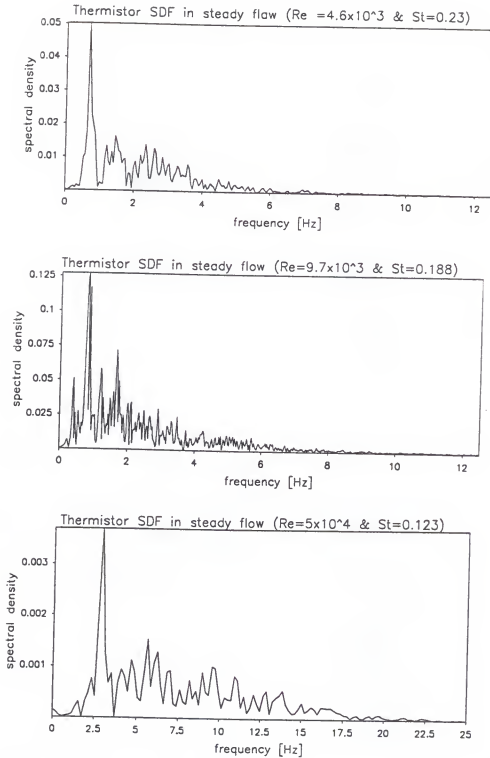 Thermistor SDF in steady flaw (Re =4.6x10^3 & St=0.23)
0.05
0.04
0.03
0.02
0.01
spectral density
0 2 4 6 8 10 12
frequency [Hz]
Thermistor SDF in steady flow (Re=9.7x10^3 & St=0.188)
0.125
0.1
0.075
0.05
0.025
spectral density
0 2 4 6 8 10 12
frequency [Hz]
Thermistor SDF in steady flow (Re=5x10^4 & St=0.123)
0.003
0.002
0.001
spectral density
0 2.5 5 7.5 10 12.5 15 17.5 20 22.5 25
frequency [Hz]